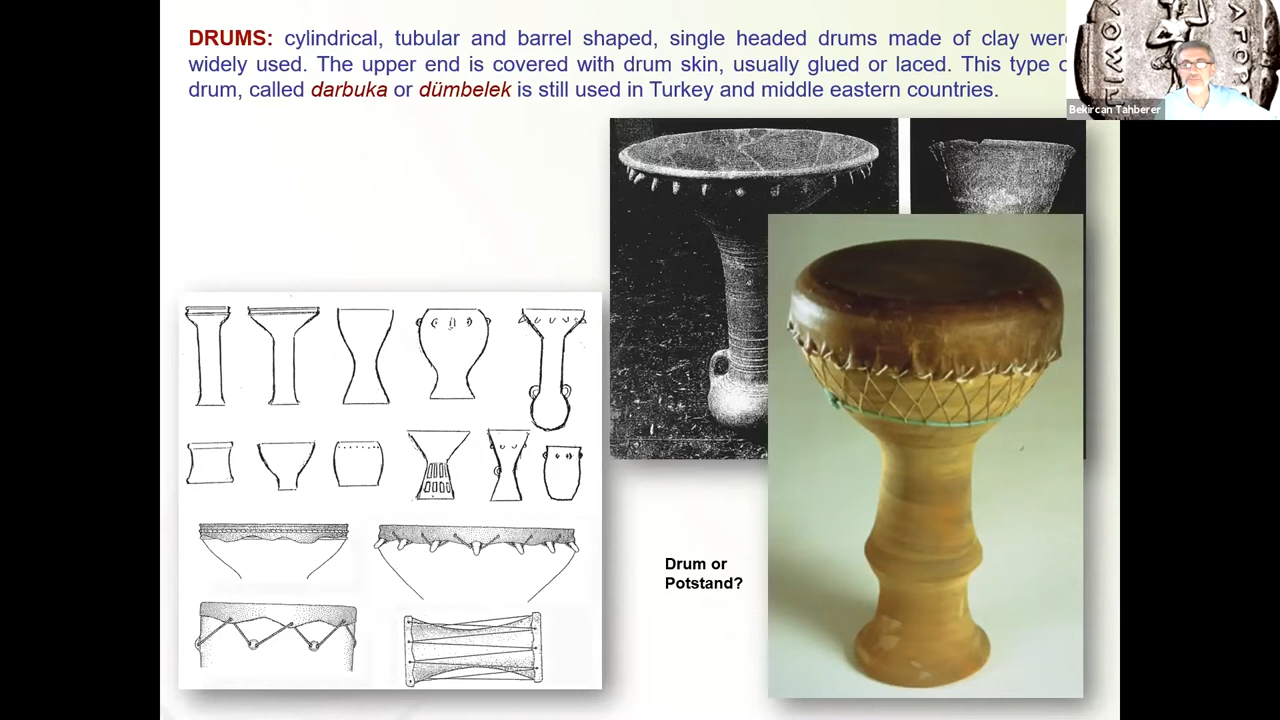 DRUMS: cylindrical, tubular and barrel shaped, single headed drums made of clay
widely used. The upper end is covered with drum skin, usually glued or laced. This type
drum, called darbuka or dümbelek is still used in Turkey and middle eastern countries.
Bekircan Tahberer
Drum or
Potstand?